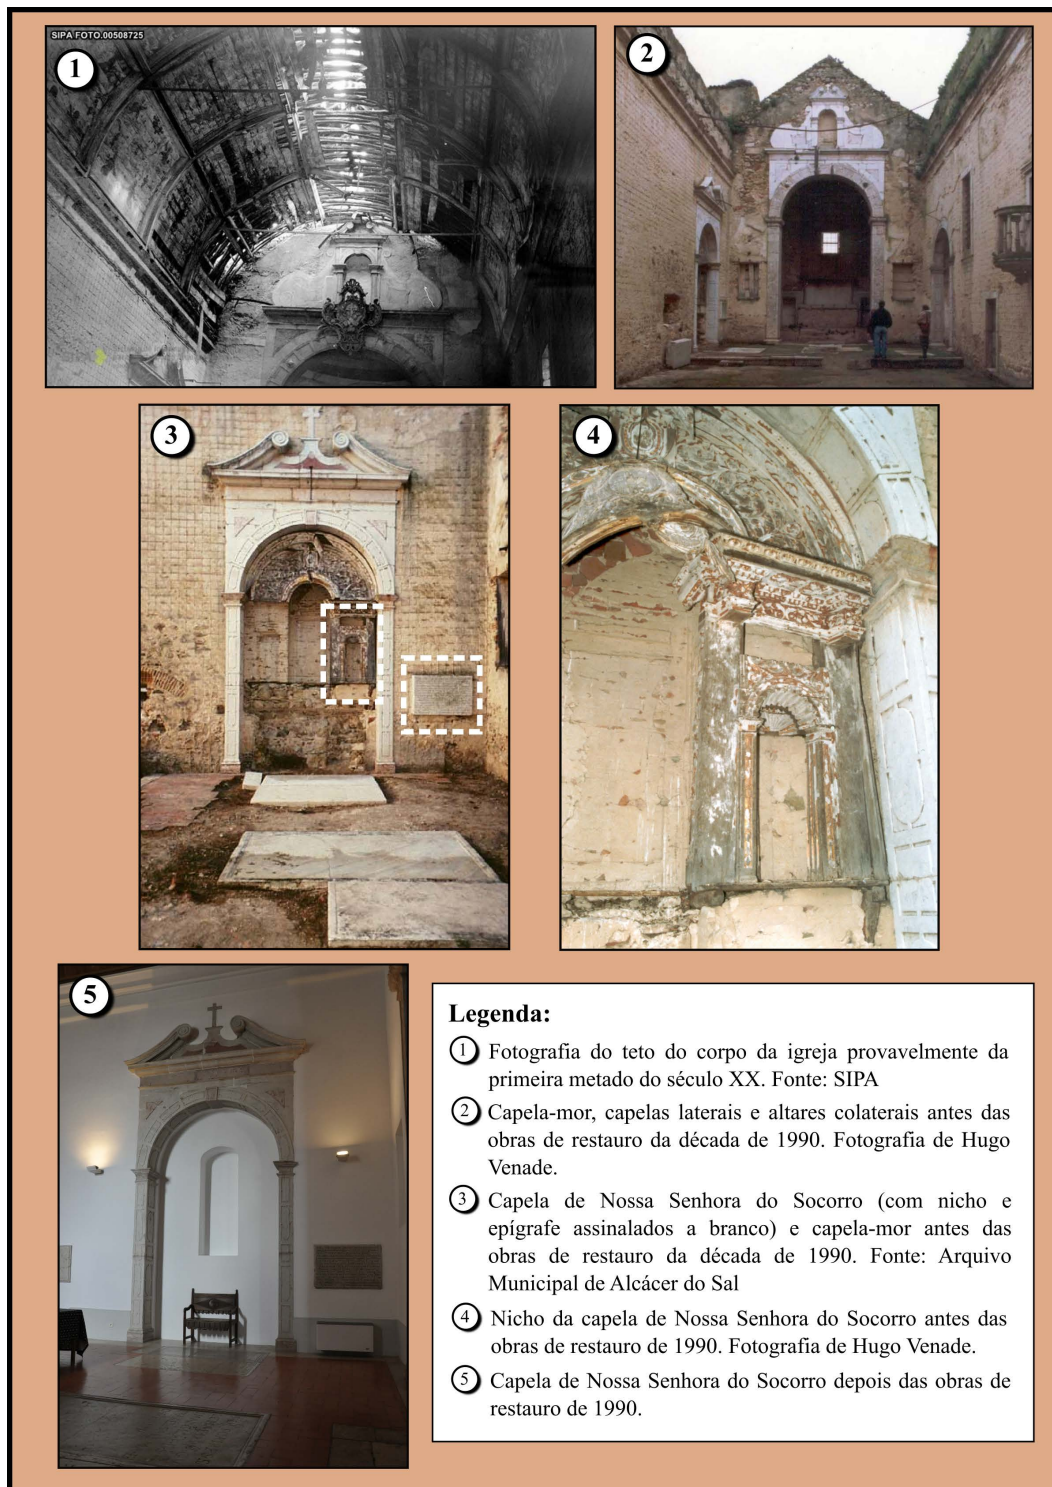 SIPA FOTO.00508725
1
2
3
4
5
Legenda:
1 Fotografia do teto do corpo da igreja provavelmente da
primeira metado do século XX. Fonte: SIPA
2 Capela-mor, capelas laterais e altares colaterais antes das
obras de restauro da década de 1990. Fotografia de Hugo
Venade.
3 Capela de Nossa Senhora do Socorro (com nicho e
epígrafe assinalados a branco) e capela-mor antes das
obras de restauro da década de 1990. Fonte: Arquivo
Municipal de Alcácer do Sal
4 Nicho da capela de Nossa Senhora do Socorro antes das
obras de restauro de 1990. Fotografia de Hugo Venade.
5 Capela de Nossa Senhora do Socorro depois das obras de
restauro de 1990.